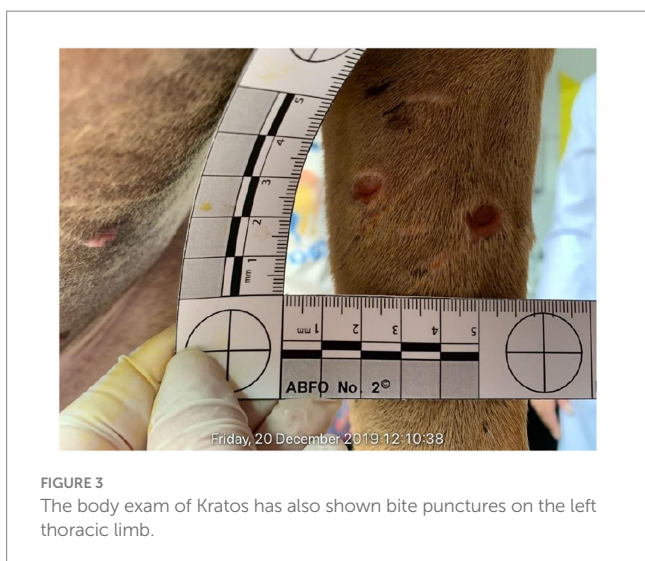 5
4
3
2
mm 1
mm 1 2 3 4 5
ABFO No. 2©
Friday, 20 December 2019 12:10:38
FIGURE 3
The body exam of Kratos has also shown bite punctures on the left
thoracic limb.